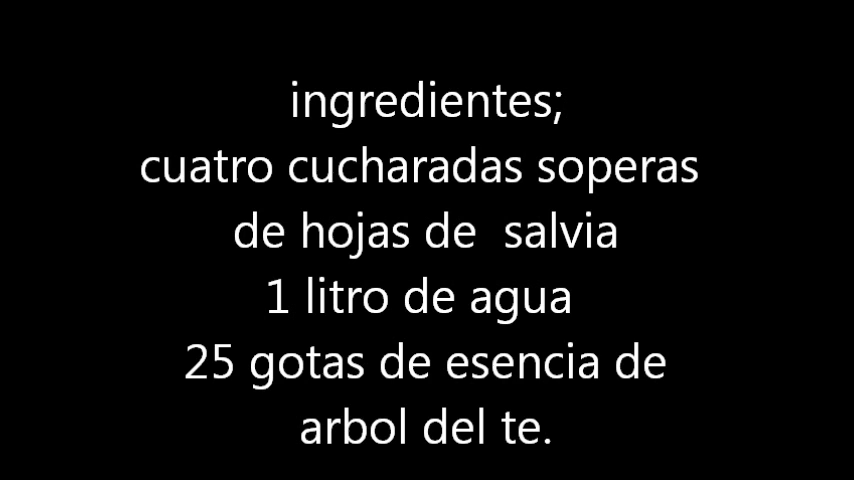 ingredientes;
cuatro cucharadas soperas
de hojas de  salvia
1 litro de agua
25 gotas de esencia de
arbol del te.